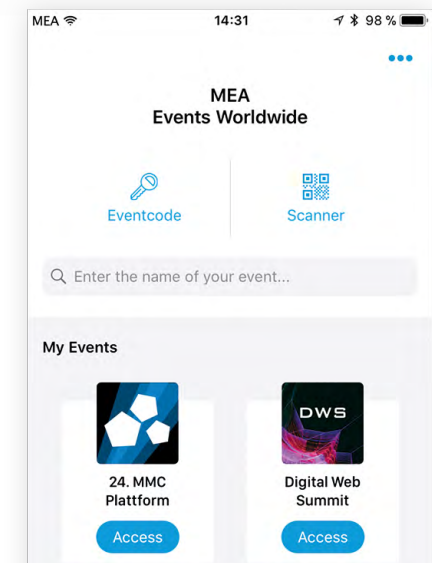 MEA 14:31 98 %
MEA
Events Worldwide
Eventcode Scanner
Enter the name of your event...
My Events
DWS
24. MMC
Plattform
Digital Web
Summit
Access Access